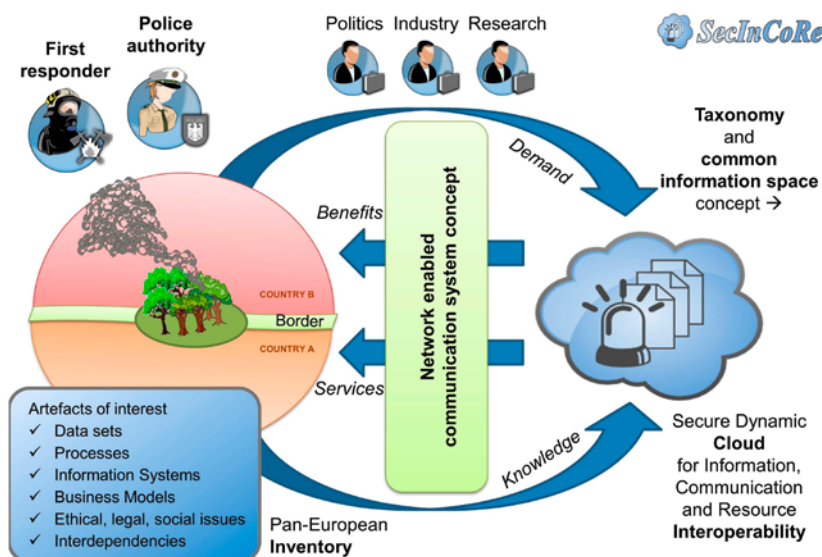 Politics Industry Research
SecInCoRe
First
responder
Police
authority
Taxonomy
and
common
information space
concept →
Demand
Benefits
Network enabled
communication system concept
COUNTRY B
Border
COUNTRY A
Services
Artefacts of interest
✓ Data sets
✓ Processes
✓ Information Systems
✓ Business Models
✓ Ethical, legal, social issues
✓ Interdependencies
Knowledge
Pan-European
Inventory
Secure Dynamic
Cloud
for Information,
Communication
and Resource
Interoperability